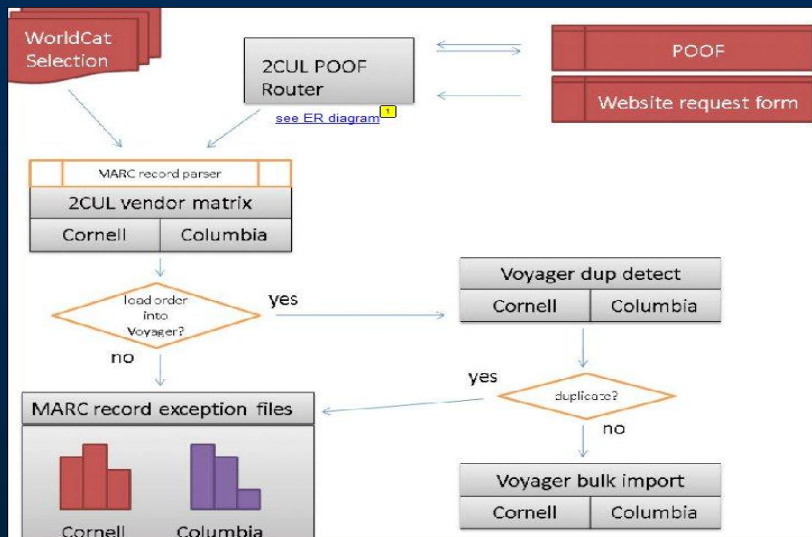 WorldCat
Selection
2CUL POOF
Router
see ER diagram
1
POOF
Website request form
MARC record parser
2CUL vendor matrix
Cornell
Columbia
load order
into
Voyager?
yes
no
Voyager dup detect
Cornell
Columbia
duplicate?
yes
no
MARC record exception files
Cornell
Columbia
Voyager bulk import
Cornell
Columbia